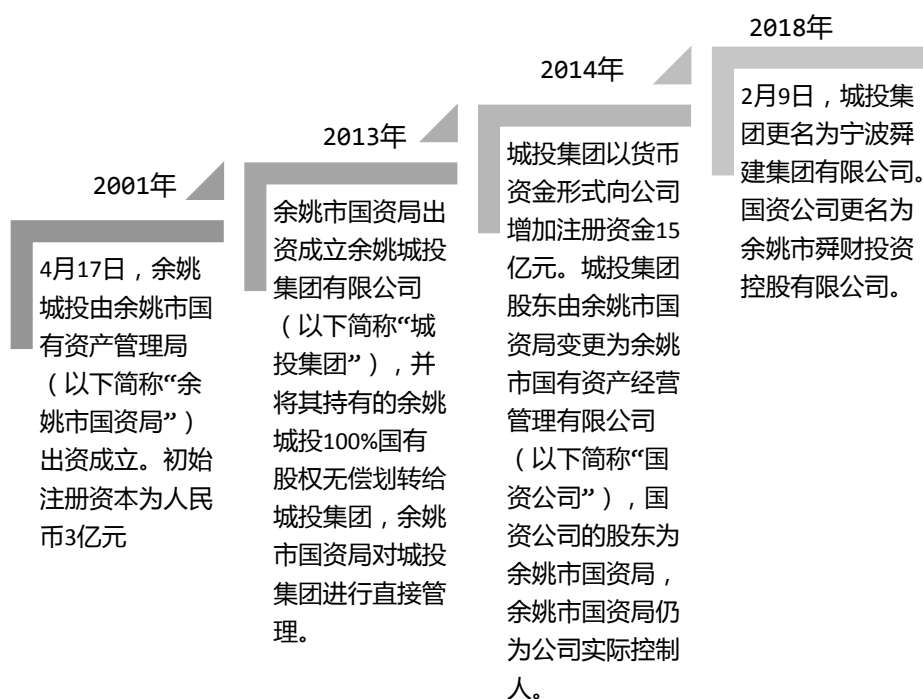 2001年
4月17日，余姚
城投由余姚市国
有资产管理局
（以下简称“余
姚市国资局”）
出资成立。初始
注册资本为人民
币3亿元
2013年
余姚市国资局出
资成立余姚城投
集团有限公司
（以下简称“城
投集团”），并
将其持有的余姚
城投100%国有
股权无偿划转给
城投集团，余姚
市国资局对城投
集团进行直接管
理。
2014年
城投集团以货币
资金形式向公司
增加注册资金15
亿元。城投集团
股东由余姚市国
资局变更为余姚
市国有资产经营
管理有限公司
（以下简称“国
资公司”），国
资公司的股东为
余姚市国资局，
余姚市国资局仍
为公司实际控制
人。
2018年
2月9日，城投集
团更名为宁波舜
建集团有限公司。
国资公司更名为
余姚市舜财投资
控股有限公司。